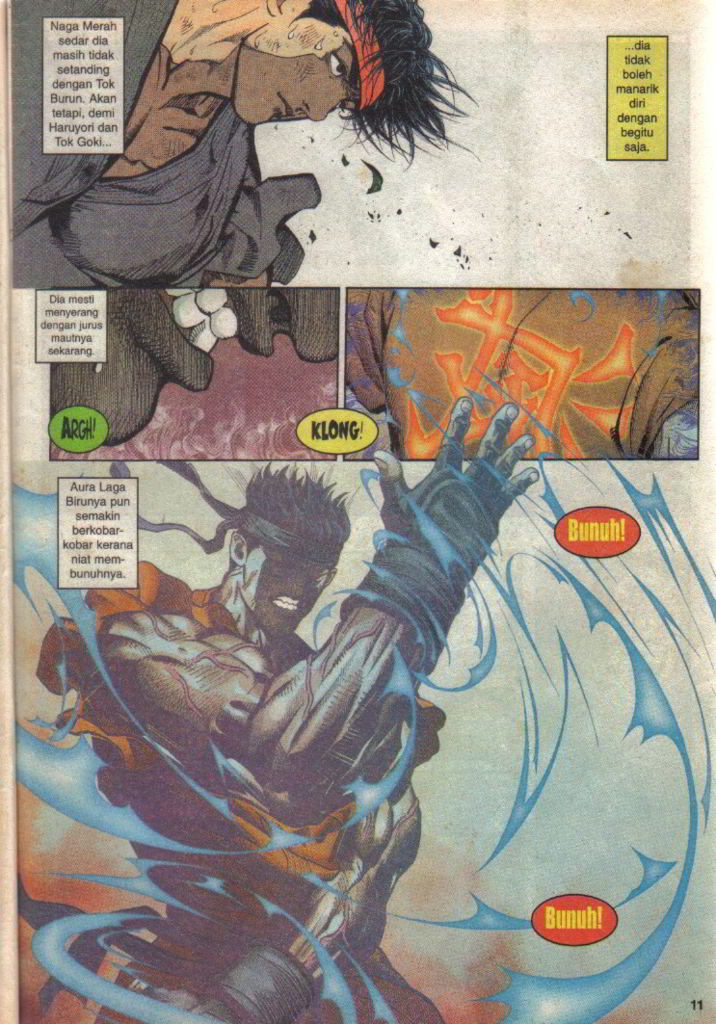 Naga Merah
sedar dia
masih tidak
setanding
dengan Tok
Burun. Akan
tetapi, demi
Haruyori dan
Tok Goki...
...dia
tidak
boleh
manarik
diri
dengan
begitu
saja.
Dia mesti
menyerang
dengan jurus
mautnya
sekarang.
ARGH!
KLONG!
Aura Laga
Birunya pun
semakin
berkobar-
kobar kerana
niat mem-
bunuhnya.
Bunuh!
Bunuh!
11